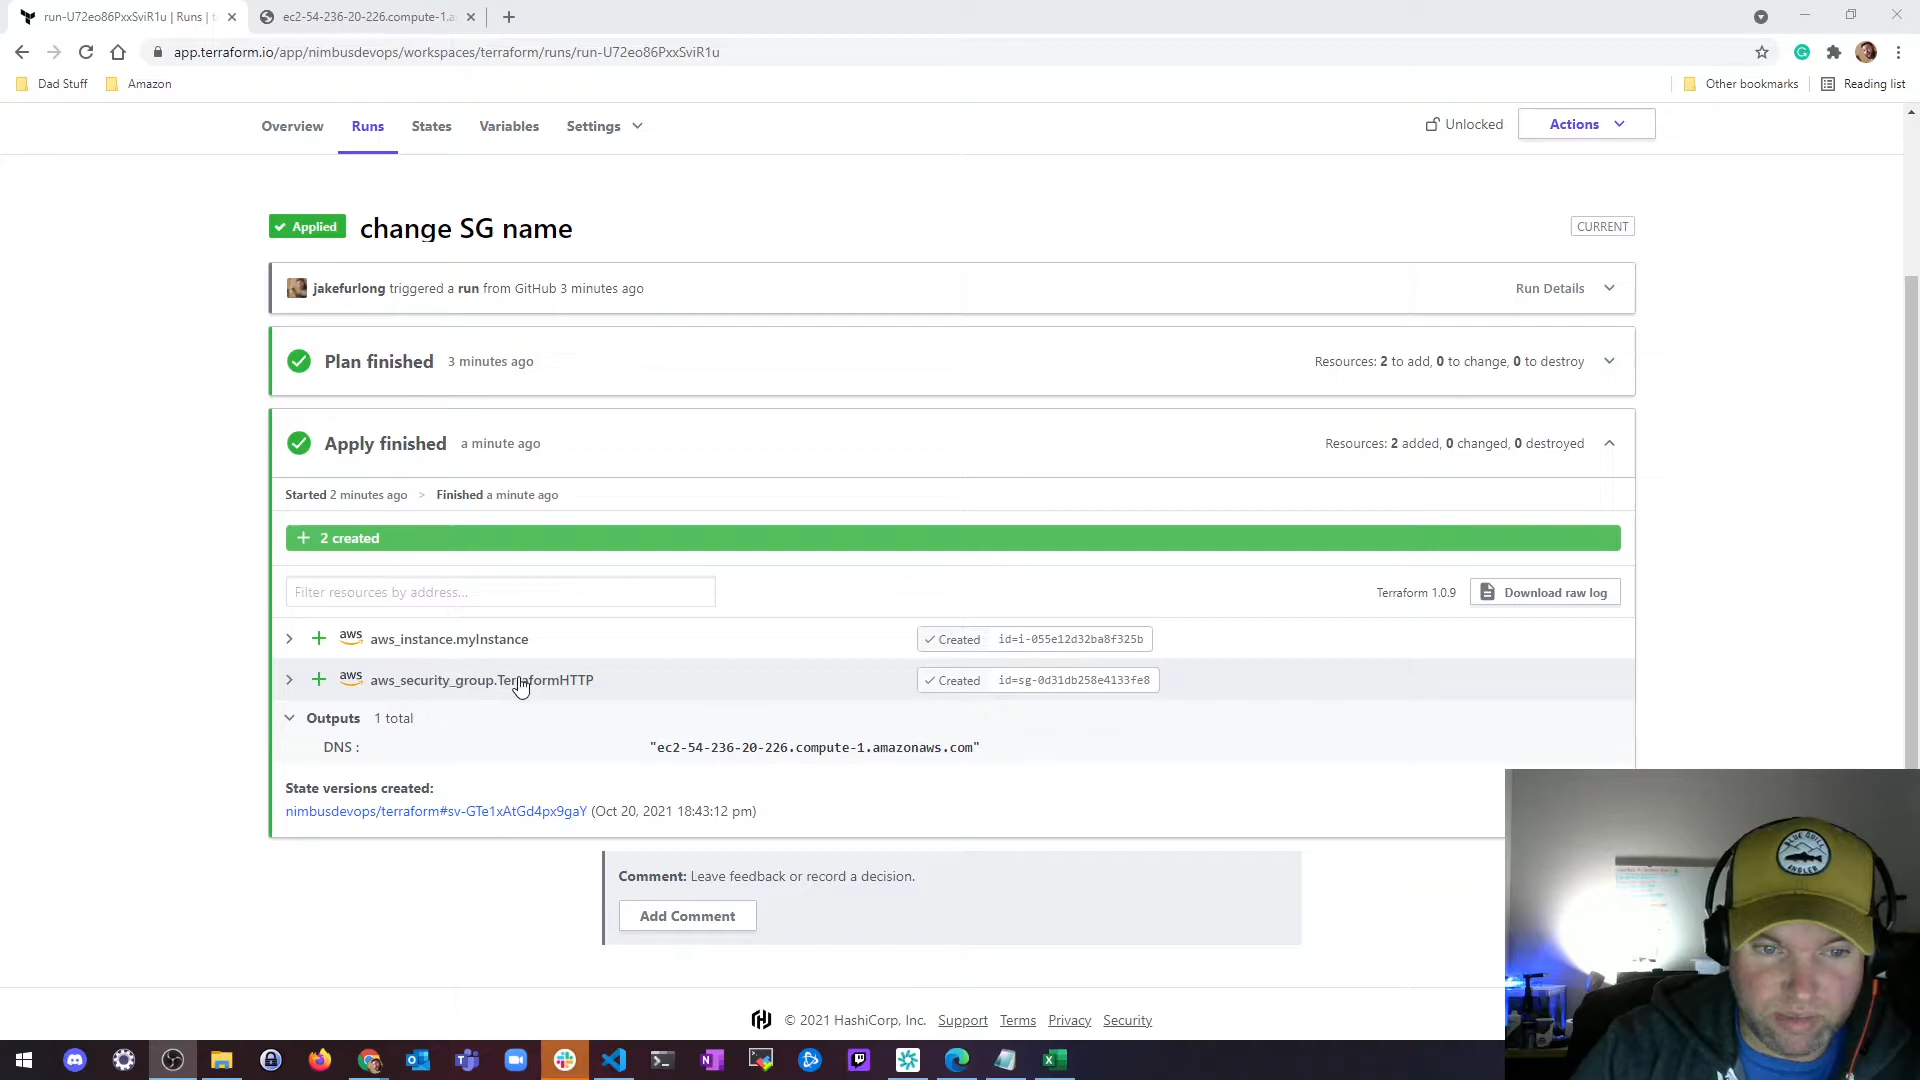 run-U72eo86PxxSviR1u | Runs | t
ec2-54-236-20-226.compute-1.a
app.terraform.io/app/nimbusdevops/workspaces/terraform/runs/run-U72eo86PxxSviR1u
Dad Stuff
Amazon
Other bookmarks
Reading list
Overview
Runs
States
Variables
Settings
Unlocked
Actions
Applied
change SG name
CURRENT
jakefurlong triggered a run from GitHub 3 minutes ago
Run Details
Plan finished 3 minutes ago
Resources: 2 to add, 0 to change, 0 to destroy
Apply finished a minute ago
Resources: 2 added, 0 changed, 0 destroyed
Started 2 minutes ago > Finished a minute ago
+ 2 created
Filter resources by address...
Terraform 1.0.9
Download raw log
aws aws_instance.myInstance
Created id=i-055e12d32ba8f325b
aws aws_security_group.TerraformHTTP
Created id=sg-0d31db258e4133fe8
Outputs 1 total
DNS : "ec2-54-236-20-226.compute-1.amazonaws.com"
State versions created:
nimbusdevops/terraform#sv-GTe1xAtGd4px9gaY (Oct 20, 2021 18:43:12 pm)
Comment: Leave feedback or record a decision.
Add Comment
© 2021 HashiCorp, Inc. Support Terms Privacy Security
BLUE QUILL
ANGLER